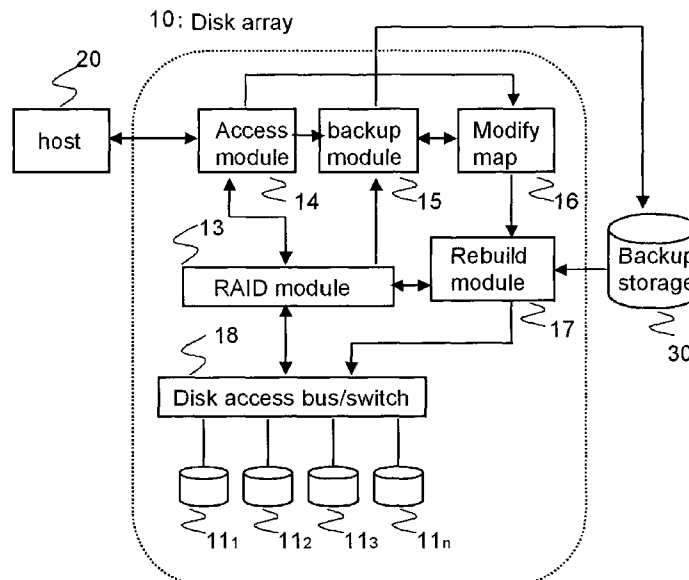 10: Disk array
20
host
Access
module
14
backup
module
15
Modify
map
16
13
RAID module
Rebuild
module
17
Backup
storage
30
18
Disk access bus/switch
11₁
11₂
11₃
11ₙ